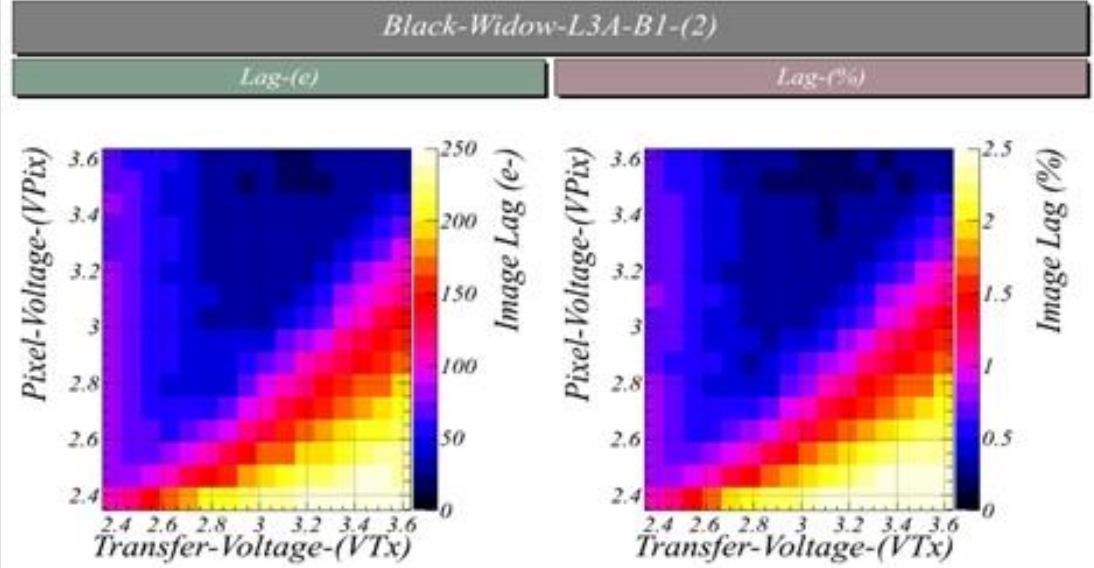 Black-Widow-L3A-B1-(2)
Lag-(e)
Lag-(%)
Pixel-Voltage-(VPix)
3.6
3.4
3.2
3
2.8
2.6
2.4
2.4 2.6 2.8 3 3.2 3.4 3.6
Transfer-Voltage-(VTx)
250
200
150
100
50
0
Image Lag (e-)
Pixel-Voltage-(VPix)
3.6
3.4
3.2
3
2.8
2.6
2.4
2.4 2.6 2.8 3 3.2 3.4 3.6
Transfer-Voltage-(VTx)
2.5
2
1.5
1
0.5
0
Image Lag (%)